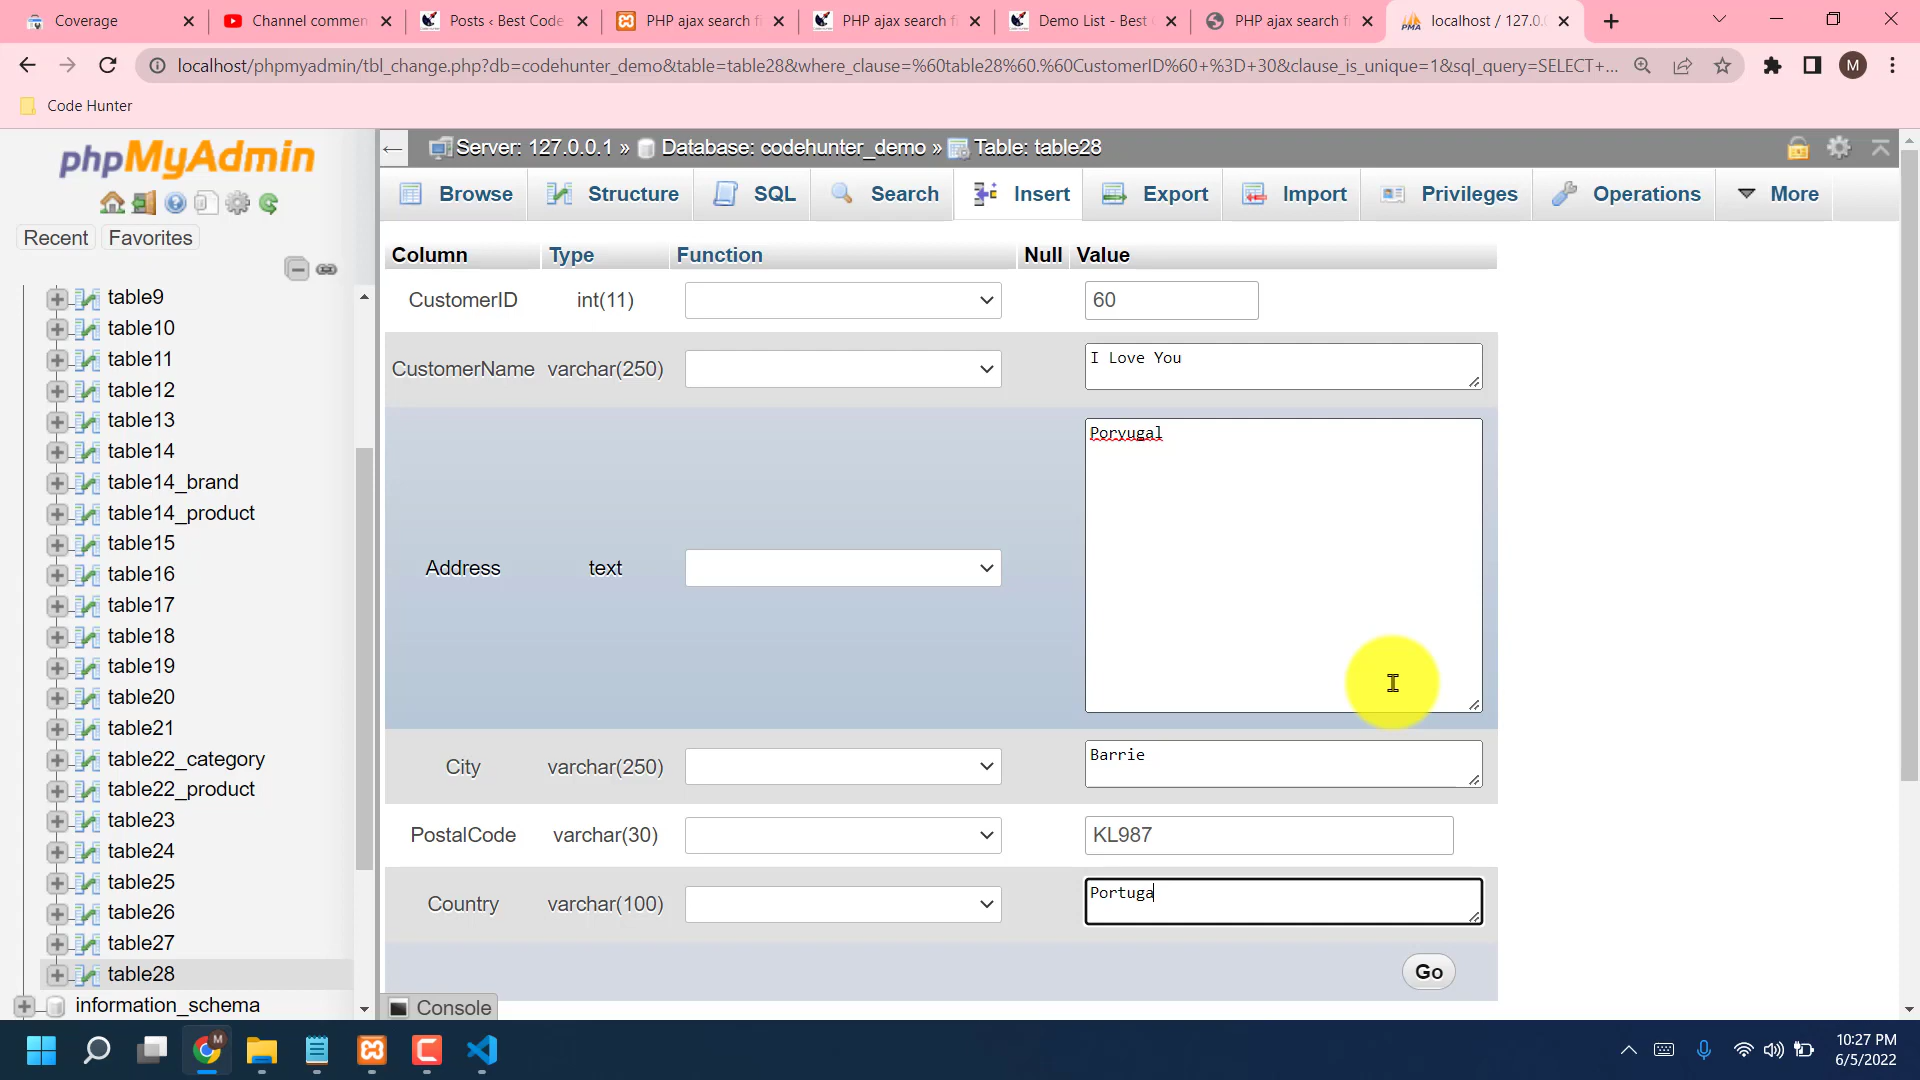 Coverage
Channel commen
Posts ‹ Best Code
PHP ajax search fi
PHP ajax search fi
Demo List - Best C
PHP ajax search fi
localhost / 127.0.0
localhost/phpmyadmin/tbl_change.php?db=codehunter_demo&table=table28&where_clause=%60table28%60.%60CustomerID%60+%3D+30&clause_is_unique=1&sql_query=SELECT+...
M
Code Hunter
phpMyAdmin
Recent
Favorites
table9
table10
table11
table12
table13
table14
table14_brand
table14_product
table15
table16
table17
table18
table19
table20
table21
table22_category
table22_product
table23
table24
table25
table26
table27
table28
information_schema
Server: 127.0.0.1 » Database: codehunter_demo » Table: table28
Browse Structure SQL Search Insert Export Import Privileges Operations More
Column Type Function Null Value
CustomerID int(11) 60
CustomerName varchar(250) I Love You
Address text Poryugal
City varchar(250) Barrie
PostalCode varchar(30) KL987
Country varchar(100) Portuga
Go
Console
M
10:27 PM
6/5/2022